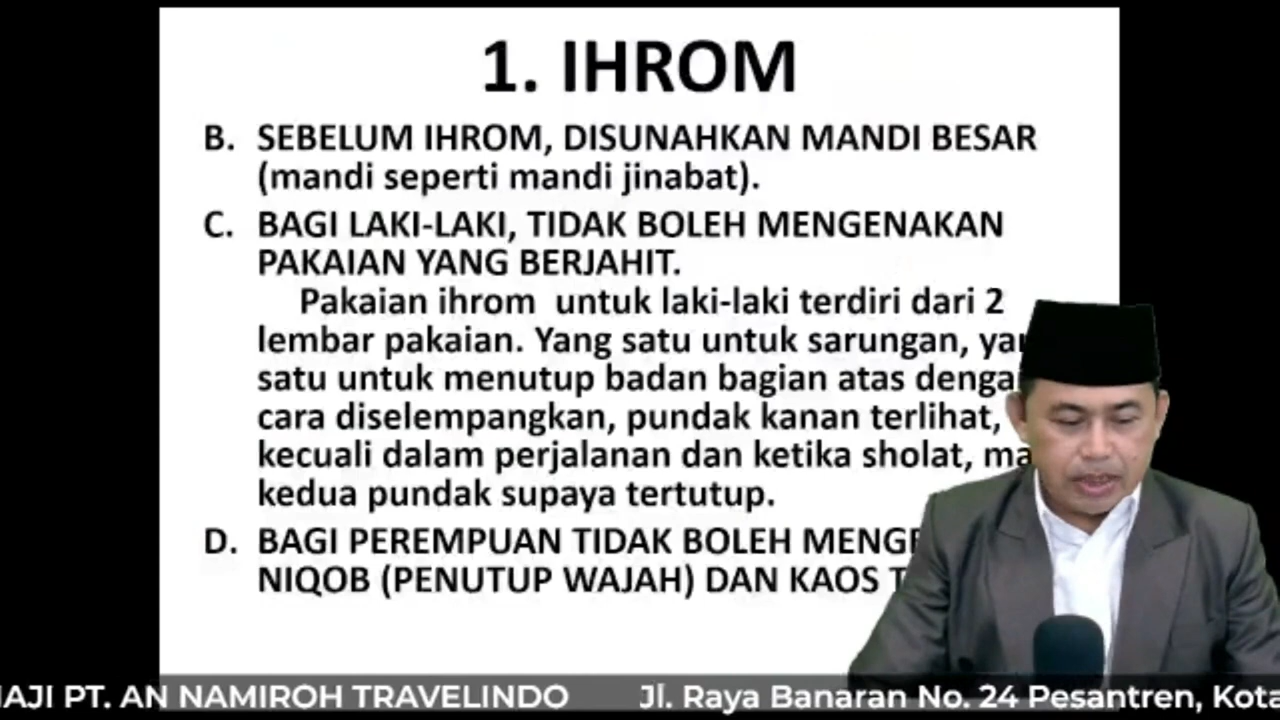 1. IHROM
B. SEBELUM IHROM, DISUNAHKAN MANDI BESAR
(mandi seperti mandi jinabat).
C. BAGI LAKI-LAKI, TIDAK BOLEH MENGENAKAN
PAKAIAN YANG BERJAHIT.
Pakaian ihrom untuk laki-laki terdiri dari 2
lembar pakaian. Yang satu untuk sarungan,
satu untuk menutup badan bagian atas
cara diselempangkan, pundak kanan terlihat,
kecuali dalam perjalanan dan ketika sholat,
kedua pundak supaya tertutup.
D. BAGI PEREMPUAN TIDAK BOLEH
NIQOB (PENUTUP WAJAH) DAN KAOS
PT. AN NAMIROH TRAVELINDO Jl. Raya Banaran No. 24 Pesantren, Kota